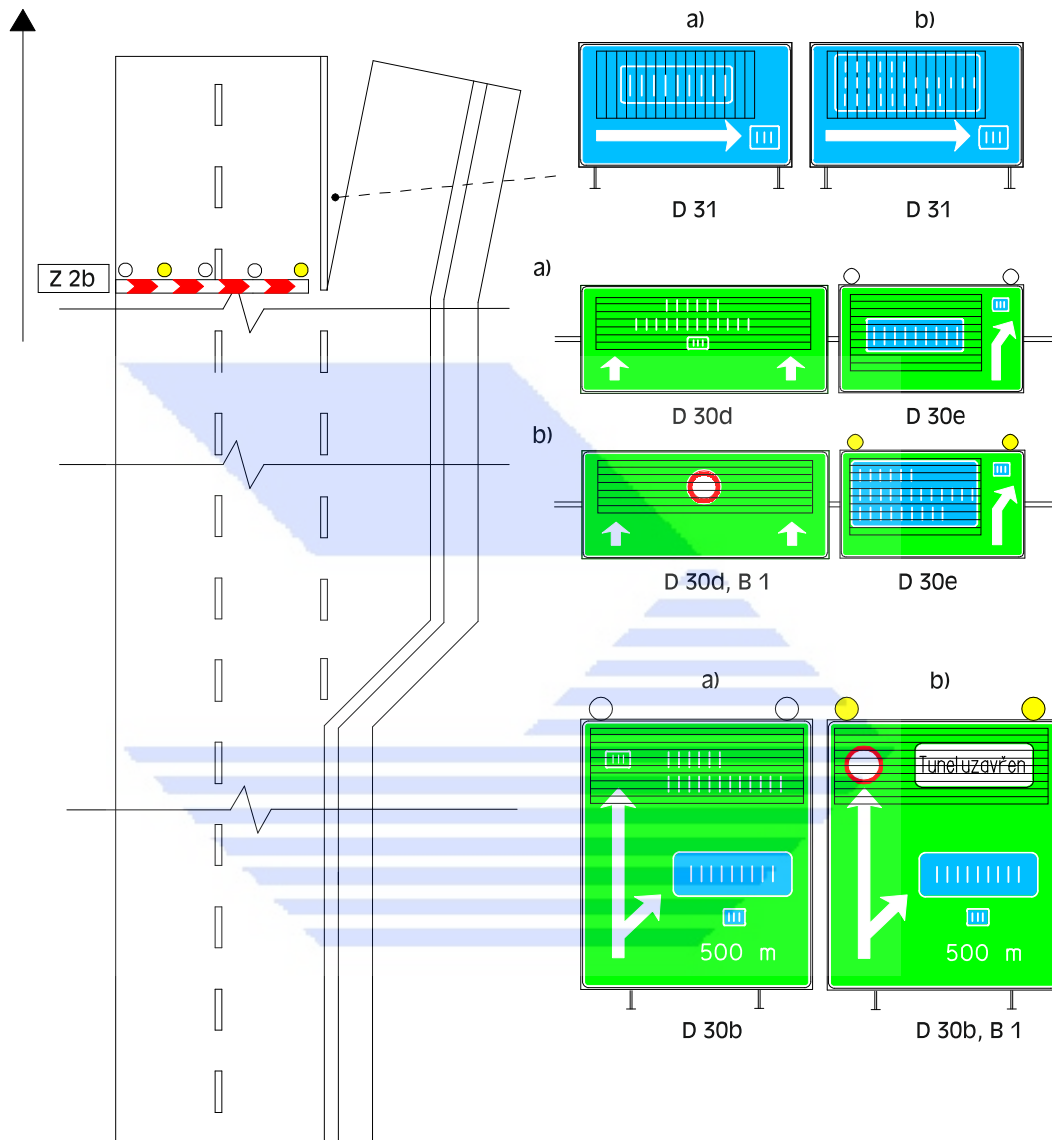 a) b)
D 31 D 31
Z 2b
a)
D 30d D 30e
b)
D 30d, B 1 D 30e
a) b)
Tunel uzavřen
500 m 500 m
D 30b D 30b, B 1